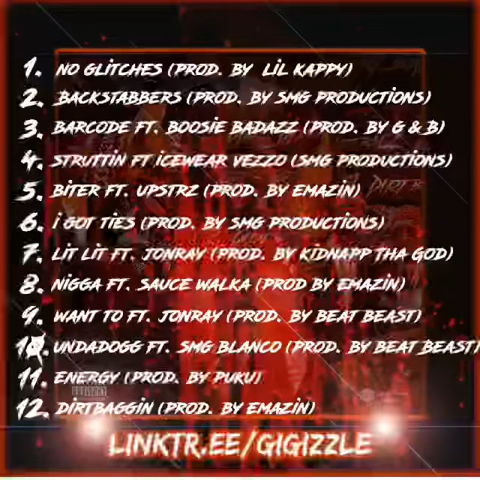 1. NO GLITCHES (PROD. BY LIL KAPPY)
2. BACKSTABBERS (PROD. BY SMG PRODUCTIONS)
3. BARCODE FT. BOOSIE BADAZZ (PROD. BY G & B)
4. STRUTTIN FT ICEWEAR VEZZO (SMG PRODUCTIONS)
5. BITER FT. UPSTRZ (PROD. BY EMAZIN)
6. I GOT TIES (PROD. BY SMG PRODUCTIONS)
7. LIT LIT FT. JONRAY (PROD. BY KIDNAPP THA GOD)
8. NIGGA FT. SAUCE WALKA (PROD BY EMAZIN)
9. WANT TO FT. JONRAY (PROD. BY BEAT BEAST)
10. UNDADOGG FT. SMG BLANCO (PROD. BY BEAT BEAST)
11. ENERGY (PROD. BY PUKU)
12. DIRTBAGGIN (PROD. BY EMAZIN)
LINKTR.EE/GIGIZZLE